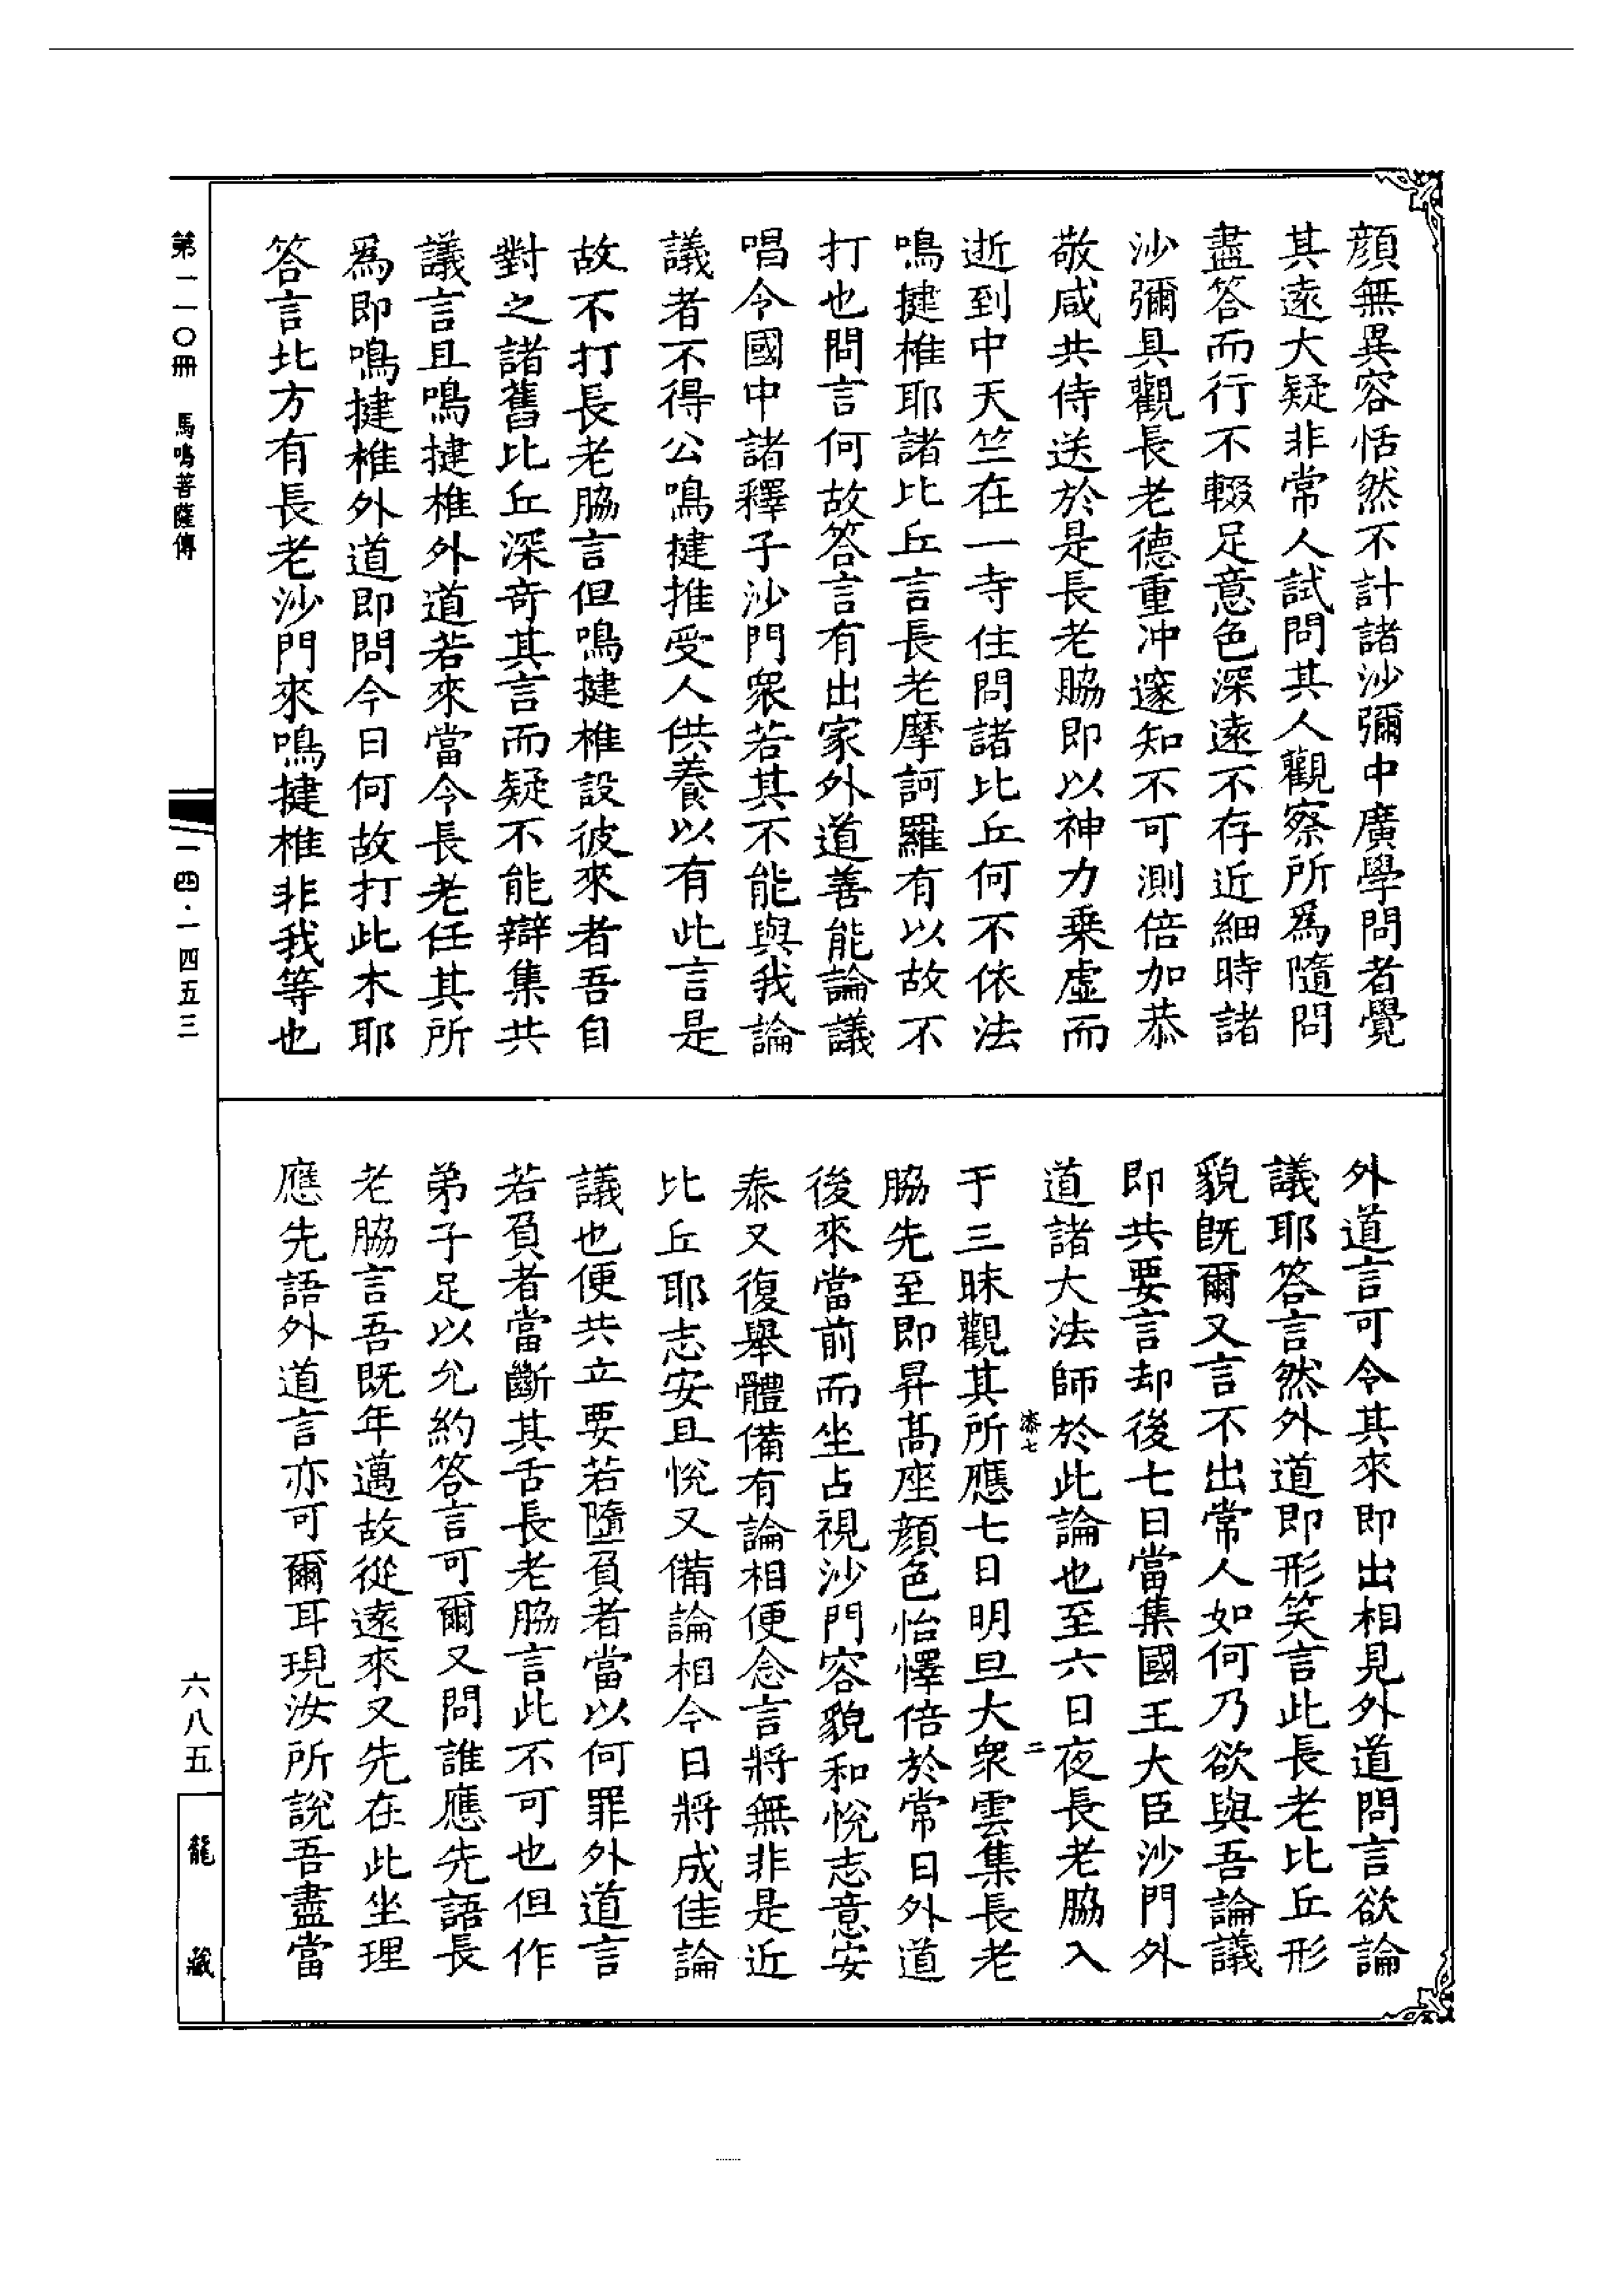 顏無異容恬然不計諸沙彌中廣學問者覺
其遠大疑非常人試問其人觀察所爲隨問
盡答而行不輟足意色深遠不存近細時諸
沙彌具觀長老德重冲邃知不可測倍加恭
敬咸共侍送於是長老脇即以神力乗虛而
逝到中天竺在一寺住問諸比丘何不依法
鳴揵椎耶諸比丘言長老摩訶羅有以故不
打也問言何故答言有出家外道善能論議
唱令國中諸釋子沙門衆若其不能與我論
議者不得公鳴揵推受人供養以有此言是
故不打長老脇言但鳴揵椎設彼來者吾自
對之諸舊比丘深竒其言而疑不能辯集共
議言且鳴揵椎外道若來當令長老任其所
爲即鳴揵椎外道即問今日何故打此木耶
答言北方有長老沙門來鳴揵椎非我等也
外道言可令其來即出相見外道問言欲論
議耶答言然外道即形笑言此長老比丘形
貌旣爾又言不出常人如何乃欲與吾論議
即共要言却後七日當集國王大臣沙門外
道諸大法師於此論也至六日夜長老脇入
漆七 二
于三昧觀其所應七日明旦大衆雲集長老
脇先至即昇髙座顏色怡懌倍於常日外道
後來當前而坐占視沙門容貌和悅志意安
泰又復舉體備有論相便念言將無非是近
比丘耶志安且悅又備論相今日將成佳論
議也便共立要若墮負者當以何罪外道言
若負者當斷其舌長老脇言此不可也但作
弟子足以允約答言可爾又問誰應先語長
老脇言吾既年邁故從遠來又先在此坐理
應先語外道言亦可爾耳現汝所說吾盡當
第一一〇冊 馬鳴菩薩傳
一四·一四五三
六八五
龍藏